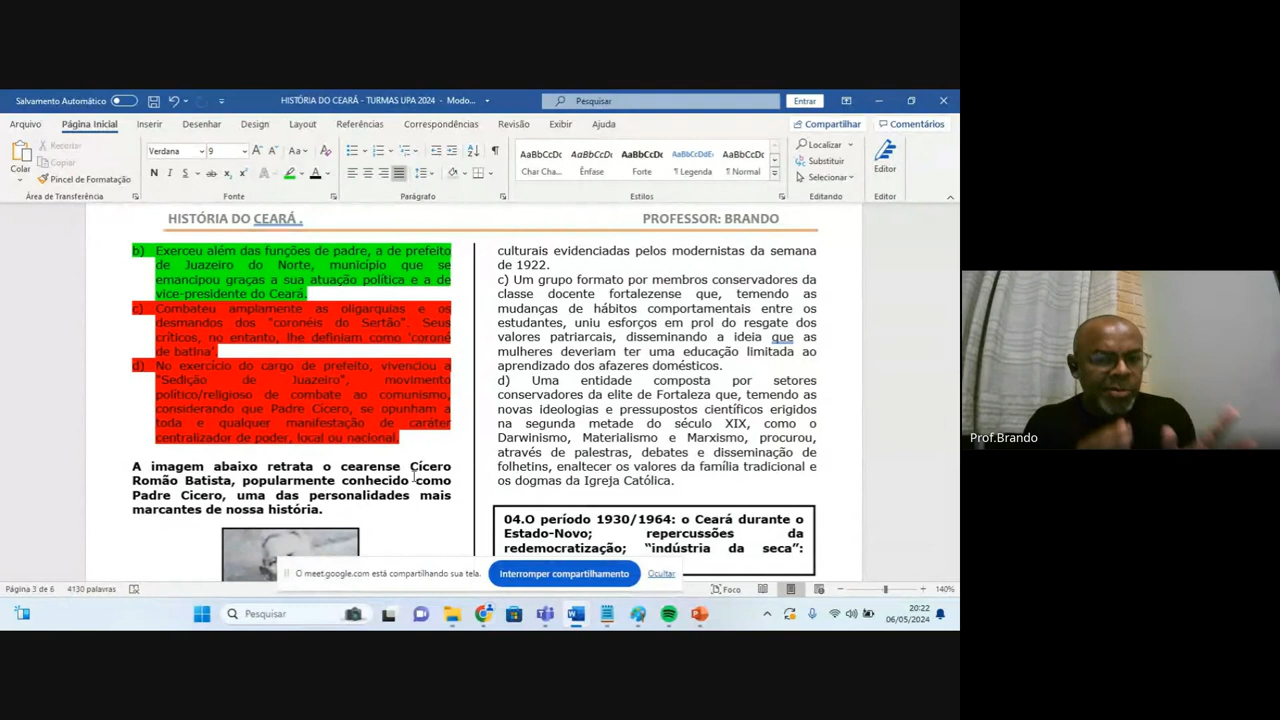 Salvamento Automático
HISTÓRIA DO CEARÁ - TURMAS UPA 2024 - Modo...
Pesquisar
Entrar
Arquivo
Página Inicial
Inserir
Desenhar
Design
Layout
Referências
Correspondências
Revisão
Exibir
Ajuda
Compartilhar
Comentários
Colar
Recortar
Copiar
Pincel de Formatação
Área de Transferência
Verdana
9
Fonte
Parágrafo
AaBbCcDc
AaBbCcDc
AaBbCcDc
AaBbCcDdE
AaBbCcDc
Char Cha...
Ênfase
Forte
¶ Legenda
¶ Normal
Estilos
Localizar
Substituir
Selecionar
Editando
Editor
Editor
HISTÓRIA DO CEARÁ .
PROFESSOR: BRANDO
b) Exerceu além das funções de padre, a de prefeito
de Juazeiro do Norte, município que se
emancipou graças a sua atuação política e a de
vice-presidente do Ceará.
c) Combateu amplamente as oligarquias e os
desmandos dos "coronéis do Sertão". Seus
críticos, no entanto, lhe definiam como 'coroné
de batina'.
d) No exercício do cargo de prefeito, vivenciou a
"Sedição de Juazeiro", movimento
político/religioso de combate ao comunismo,
considerando que Padre Cícero, se opunham a
toda e qualquer manifestação de caráter
centralizador de poder, local ou nacional.
A imagem abaixo retrata o cearense Cícero
Romão Batista, popularmente conhecido como
Padre Cicero, uma das personalidades mais
marcantes de nossa história.
culturais evidenciadas pelos modernistas da semana
de 1922.
c) Um grupo formato por membros conservadores da
classe docente fortalezense que, temendo as
mudanças de hábitos comportamentais entre os
estudantes, uniu esforços em prol do resgate dos
valores patriarcais, disseminando a ideia que as
mulheres deveriam ter uma educação limitada ao
aprendizado dos afazeres domésticos.
d) Uma entidade composta por setores
conservadores da elite de Fortaleza que, temendo as
novas ideologias e pressupostos científicos erigidos
na segunda metade do século XIX, como o
Darwinismo, Materialismo e Marxismo, procurou,
através de palestras, debates e disseminação de
folhetins, enaltecer os valores da família tradicional e
os dogmas da Igreja Católica.
04.O período 1930/1964: o Ceará durante o
Estado-Novo; repercussões da
redemocratização; "indústria da seca":
O meet.google.com está compartilhando sua tela.
Interromper compartilhamento
Ocultar
Página 3 de 6
4130 palavras
Foco
140%
Pesquisar
20:22
06/05/2024
Prof.Brando